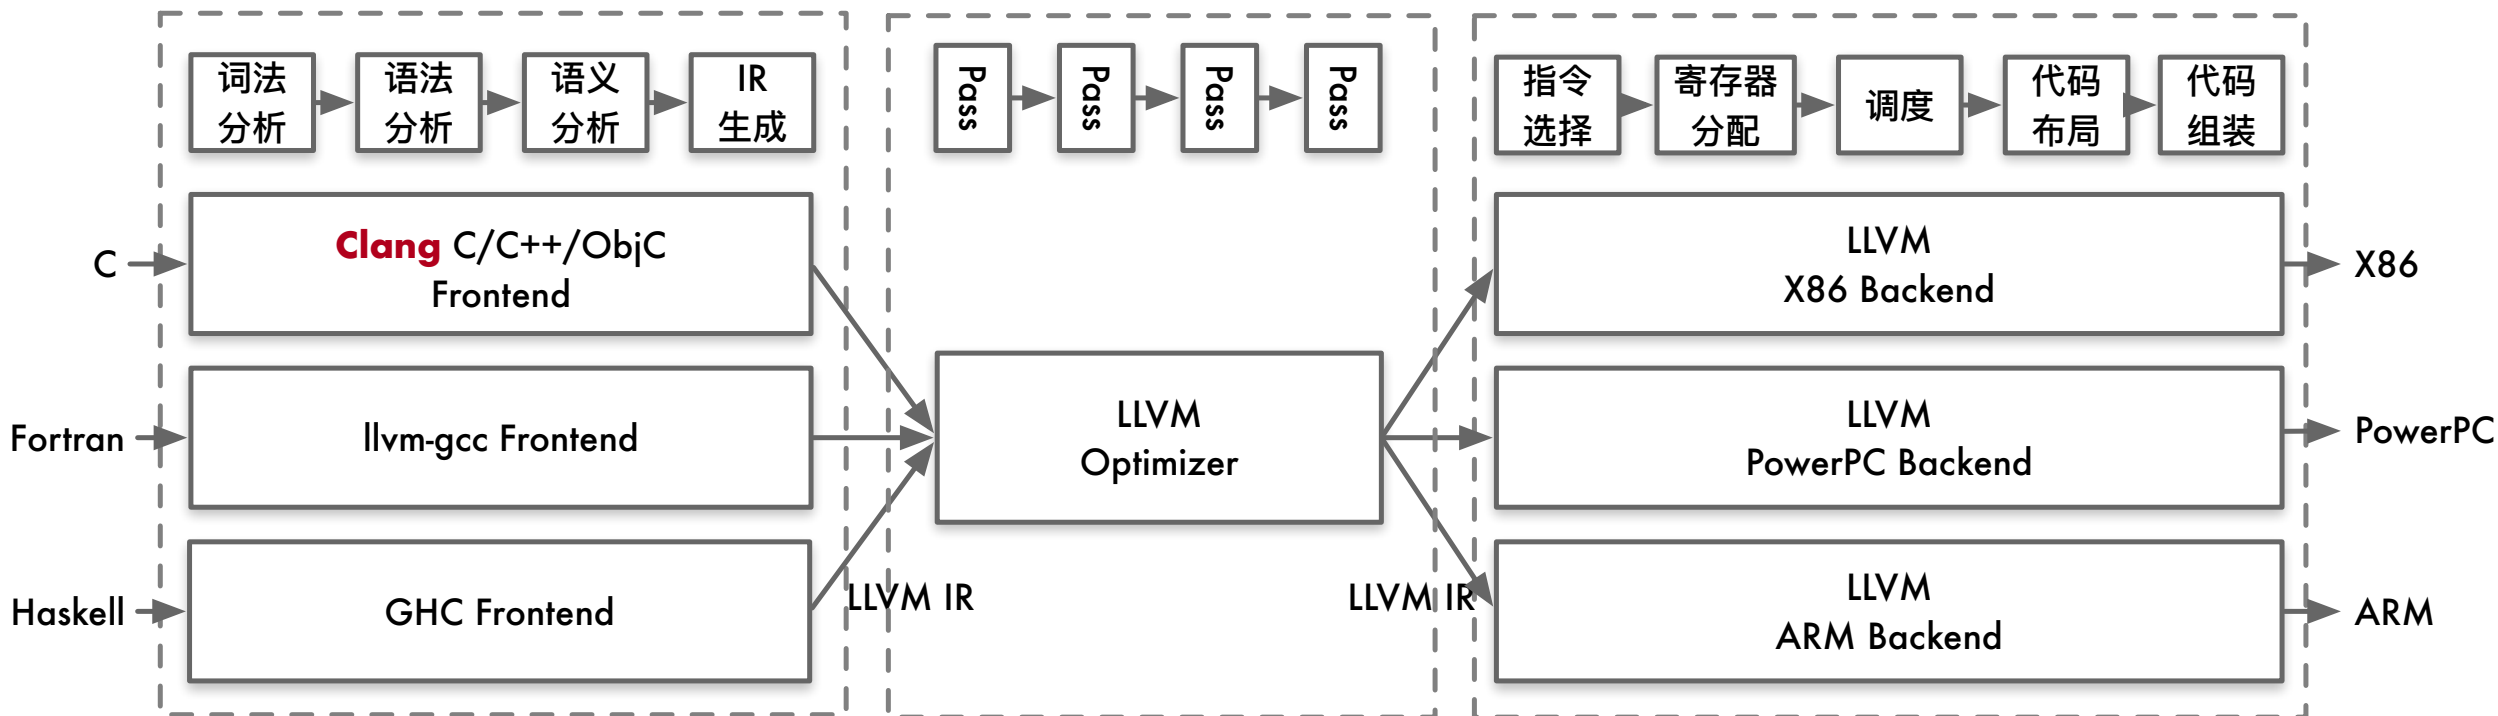 词法
分析
语法
分析
语义
分析
IR
生成
Pass
Pass
Pass
Pass
指令
选择
寄存器
分配
调度
代码
布局
代码
组装
C
Clang C/C++/ObjC
Frontend
Fortran
llvm-gcc Frontend
Haskell
GHC Frontend
LLVM IR
LLVM
Optimizer
LLVM IR
LLVM
X86 Backend
X86
LLVM
PowerPC Backend
PowerPC
LLVM
ARM Backend
ARM